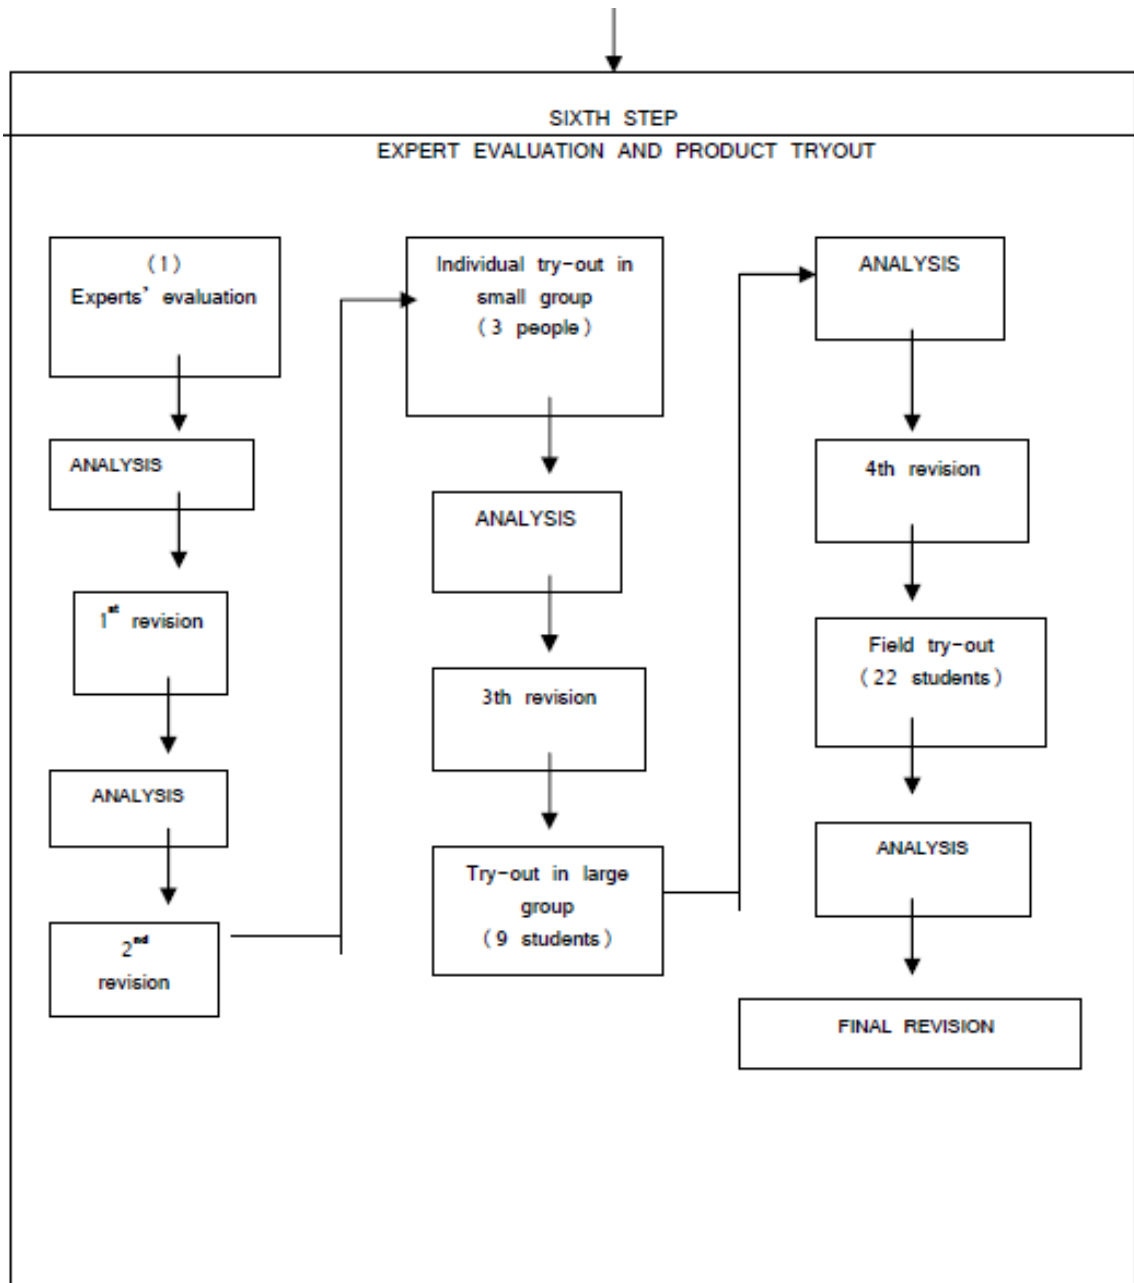 SIXTH STEP
EXPERT EVALUATION AND PRODUCT TRYOUT
(1)
Experts' evaluation
ANALYSIS
1st revision
ANALYSIS
2nd
revision
Individual try-out in
small group
(3 people)
ANALYSIS
3th revision
Try-out in large
group
(9 students)
ANALYSIS
4th revision
Field try-out
(22 students)
ANALYSIS
FINAL REVISION